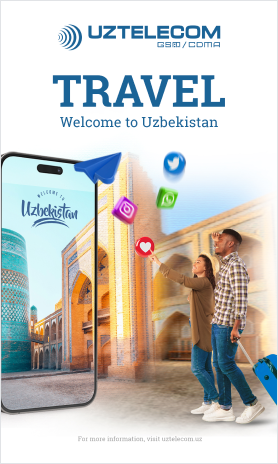 UZTELECOM
GSM/CDMA
TRAVEL
Welcome to Uzbekistan
WELCOME TO
Uzbekistan
For more information, visit uztelecom.uz